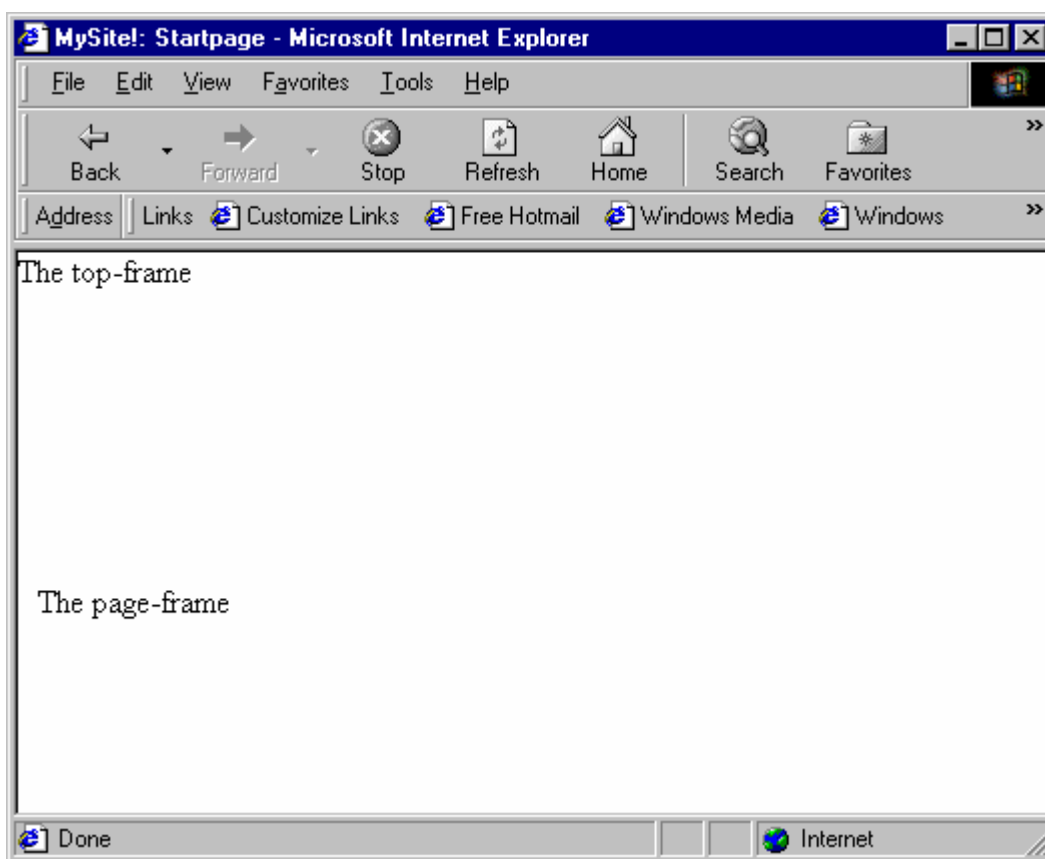 MySite!: Startpage - Microsoft Internet Explorer
File Edit View Favorites Tools Help
Back Forward Stop Refresh Home Search Favorites »
Address Links Customize Links Free Hotmail Windows Media Windows »
The top-frame
The page-frame
Done Internet